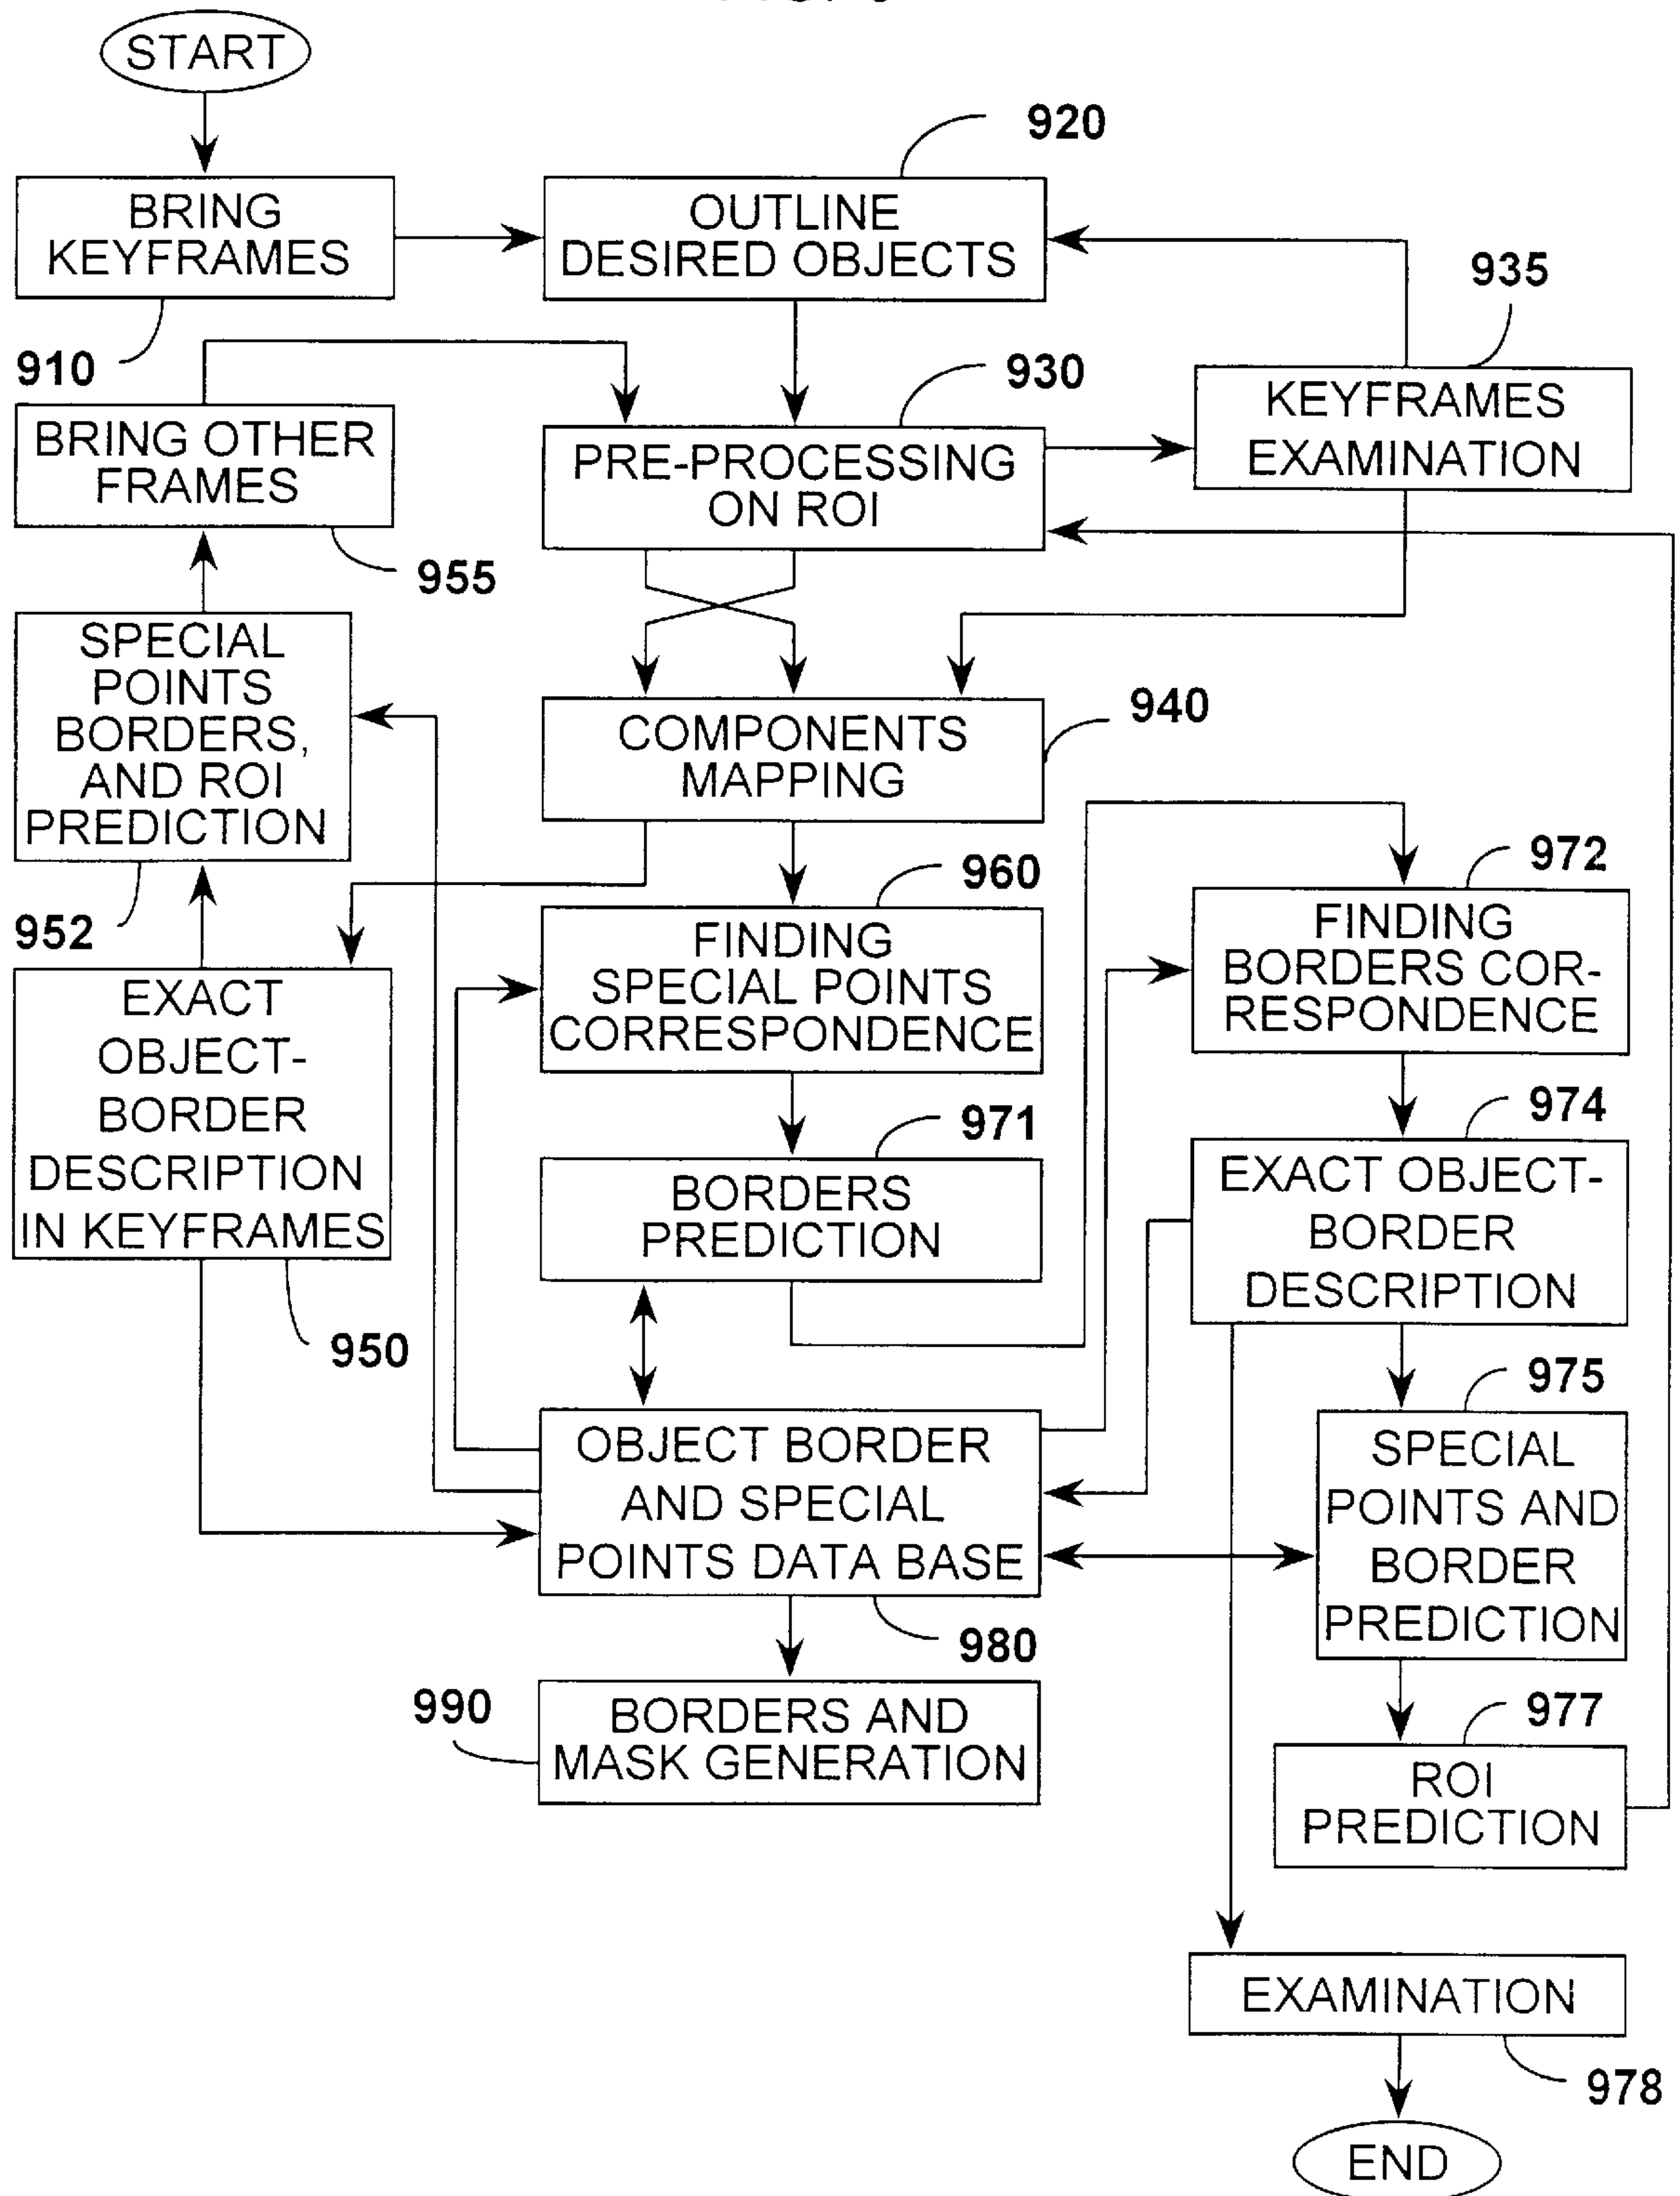 START
920
BRING
KEYFRAMES
OUTLINE
DESIRED OBJECTS
935
910
930
KEYFRAMES
EXAMINATION
BRING OTHER
FRAMES
PRE-PROCESSING
ON ROI
955
SPECIAL
POINTS
BORDERS,
AND ROI
PREDICTION
940
COMPONENTS
MAPPING
952
960
972
FINDING
SPECIAL POINTS
CORRESPONDENCE
FINDING
BORDERS COR-
RESPONDENCE
EXACT
OBJECT-
BORDER
DESCRIPTION
IN KEYFRAMES
971
974
BORDERS
PREDICTION
EXACT OBJECT-
BORDER
DESCRIPTION
950
975
OBJECT BORDER
AND SPECIAL
POINTS DATA BASE
SPECIAL
POINTS AND
BORDER
PREDICTION
980
990
BORDERS AND
MASK GENERATION
977
ROI
PREDICTION
EXAMINATION
978
END